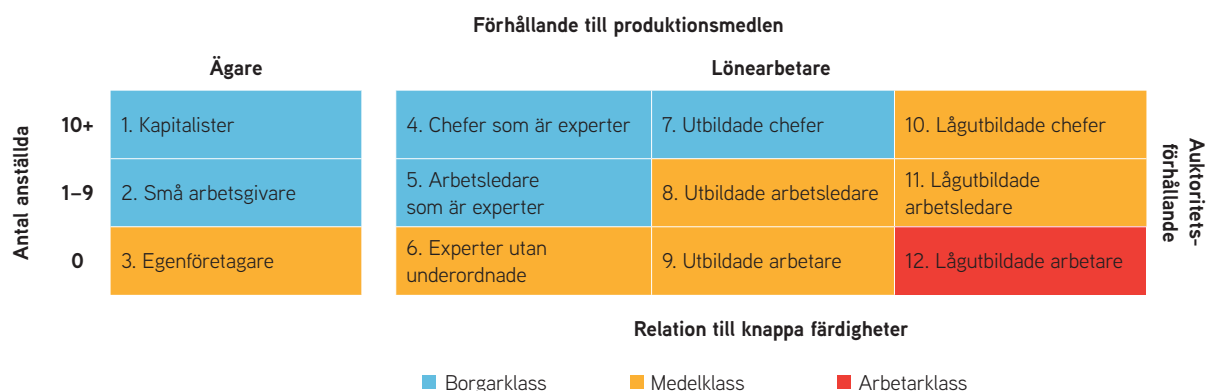 Förhållande till produktionsmedlen
Ägare
Lönearbetare
Antal anställda
10+
1. Kapitalister
4. Chefer som är experter
7. Utbildade chefer
10. Lågutbildade chefer
1–9
2. Små arbetsgivare
5. Arbetsledare
som är experter
8. Utbildade arbetsledare
11. Lågutbildade
arbetsledare
0
3. Egenföretagare
6. Experter utan
underordnade
9. Utbildade arbetare
12. Lågutbildade arbetare
Auktoritets-
förhållande
Relation till knappa färdigheter
Borgarklass
Medelklass
Arbetarklass